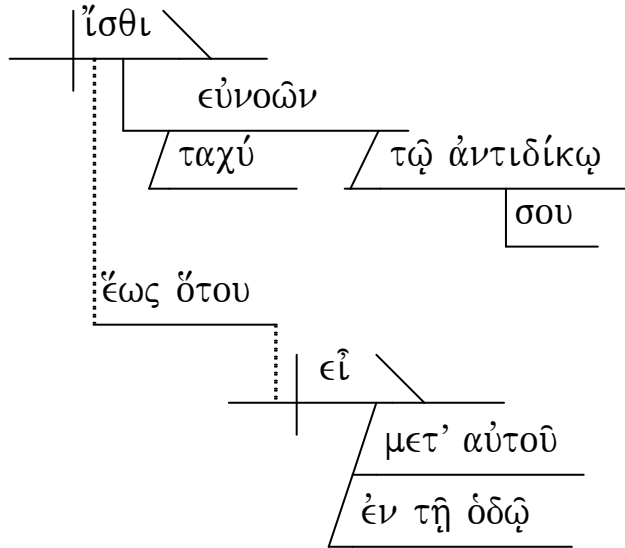 ἴσθι
εὐνοῶν
ταχύ τῷ ἀντιδίκῳ
σου
ἕως ὅτου
εἶ
μετ’ αὐτοῦ
ἐν τῇ ὁδῷ